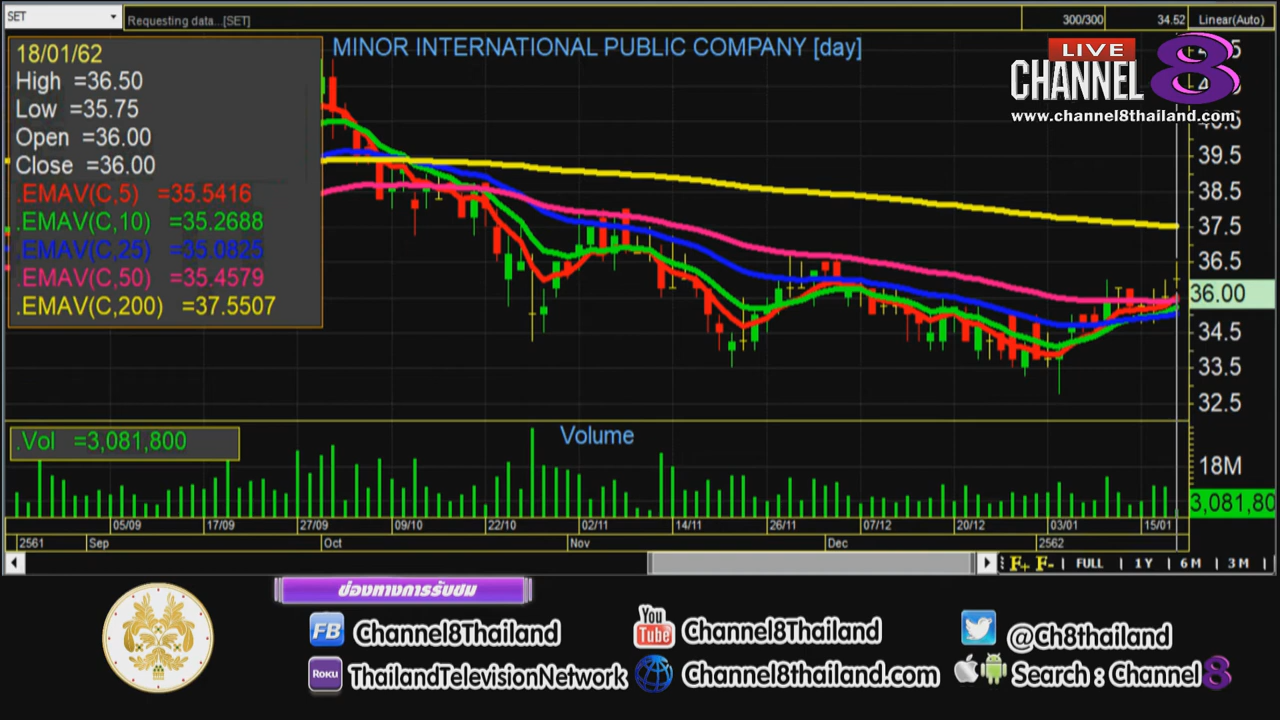 SET
Requesting data...[SET]
300/300
34.52
Linear(Auto)
MINOR INTERNATIONAL PUBLIC COMPANY [day]
18/01/62
High =36.50
Low =35.75
Open =36.00
Close =36.00
.EMAV(C,5) =35.5416
.EMAV(C,10) =35.2688
.EMAV(C,25) =35.0825
.EMAV(C,50) =35.4579
.EMAV(C,200) =37.5507
LIVE
CHANNEL 8
www.channel8thailand.com
39.5
38.5
37.5
36.5
36.00
34.5
33.5
32.5
.Vol =3,081,800
Volume
18M
3,081,80
05/09 17/09 27/09 09/10 22/10 02/11 14/11 26/11 07/12 20/12 03/01 15/01
2561 Sep Oct Nov Dec 2562
F+ F- | FULL | 1Y | 6M | 3M |
ช่องทางการรับชม
FB Channel8Thailand
You Tube Channel8Thailand
@Ch8thailand
ROKU ThailandTelevisionNetwork
Channel8thailand.com
Search : Channel 8